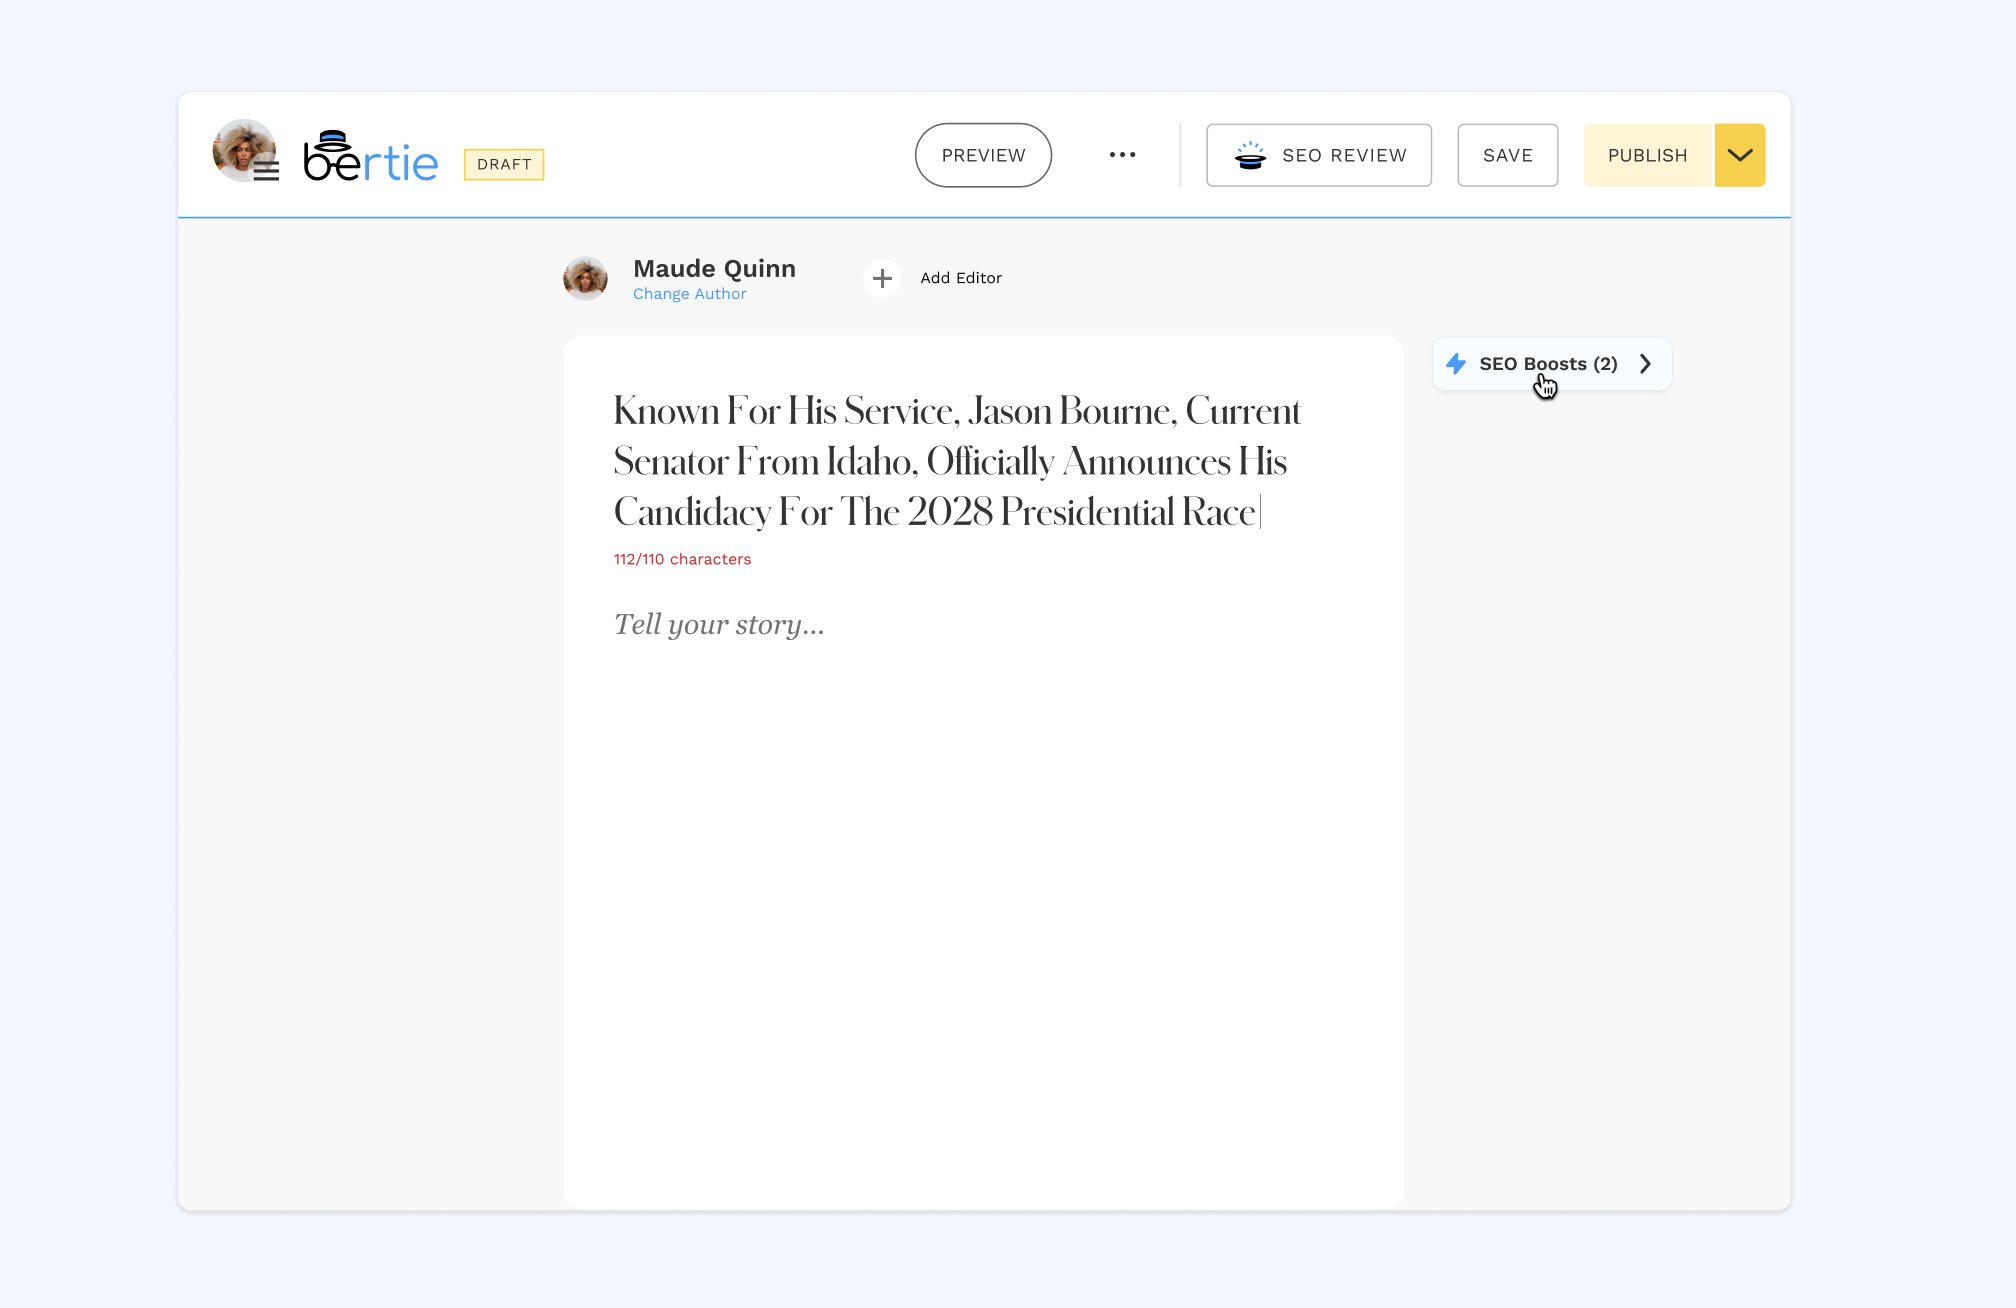 bertie
DRAFT
PREVIEW
SEO REVIEW
SAVE
PUBLISH
Maude Quinn
Change Author
Add Editor
SEO Boosts (2)
Known For His Service, Jason Bourne, Current
Senator From Idaho, Officially Announces His
Candidacy For The 2028 Presidential Race
112/110 characters
Tell your story...